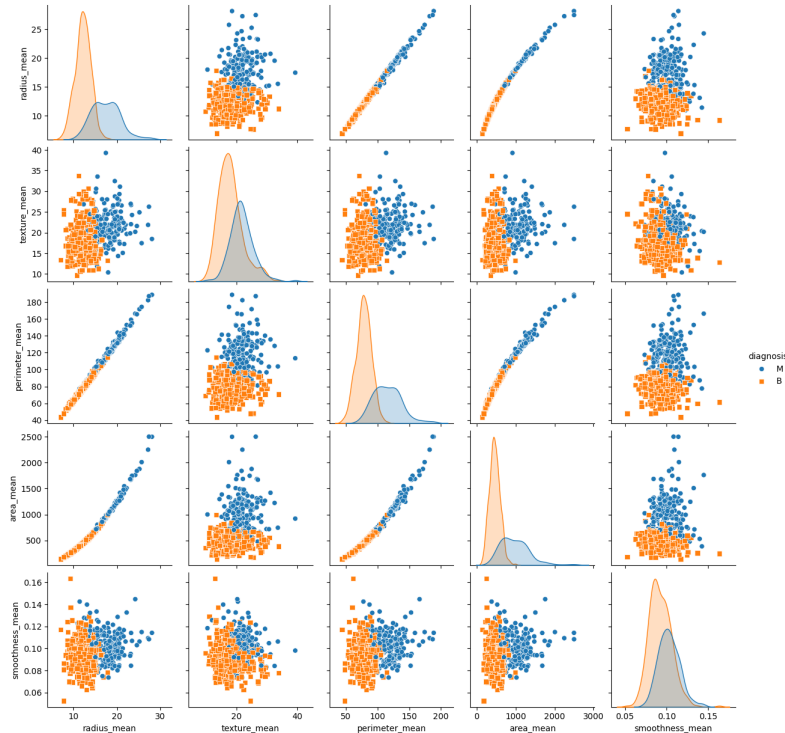 radius_mean
25
20
15
10
texture_mean
40
35
30
25
20
15
10
perimeter_mean
180
160
140
120
100
80
60
40
diagnosis
M
B
area_mean
2500
2000
1500
1000
500
smoothness_mean
0.16
0.14
0.12
0.10
0.08
0.06
10 20 30
20 40
50 100 150 200
0 1000 2000 3000
0.05 0.10 0.15
radius_mean texture_mean perimeter_mean area_mean smoothness_mean